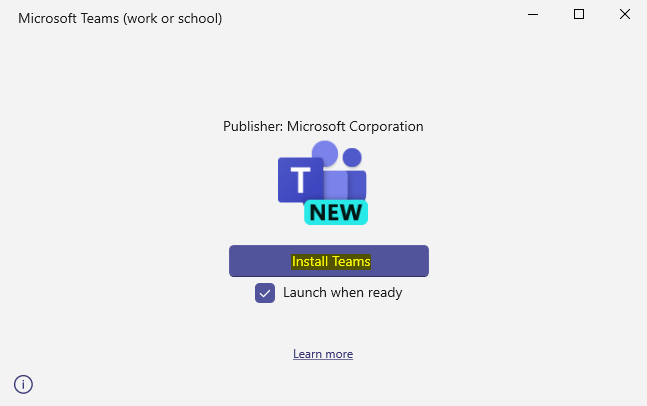 Microsoft Teams (work or school)
Publisher: Microsoft Corporation
T
NEW
Install Teams
Launch when ready
Learn more
i